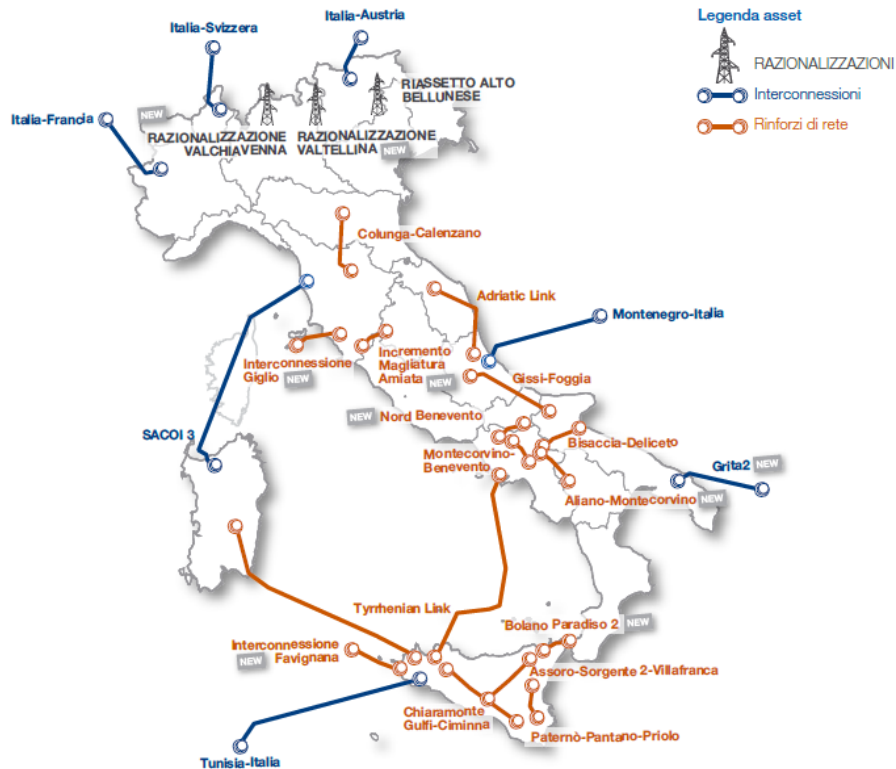 Italia-Austria
Italia-Svizzera
Legenda asset
RAZIONALIZZAZIONI
Interconnessioni
Rinforzi di rete
RIASSETTO ALTO
BELLUNESE
Italia-Francia
NEW
RAZIONALIZZAZIONE
VALCHIAVENNA
RAZIONALIZZAZIONE
VALTELLINA NEW
Colunga-Calenzano
Adriatic Link
Montenegro-Italia
Interconnessione
Giglio NEW
Incremento
Magliatura
Amiata NEW
Gissi-Foggia
NEW Nord Benevento
SACOI 3
Montecorvino-
Benevento
Bisaccia-Deliceto
Grita2 NEW
Aliano-Montecorvino NEW
Tyrrhenian Link
Bolano Paradiso 2 NEW
Interconnessione
NEW Favignana
Assoro-Sorgente 2-Villafranca
Chiaramonte
Gulfi-Ciminna
Paternò-Pantano-Priolo
Tunisia-Italia